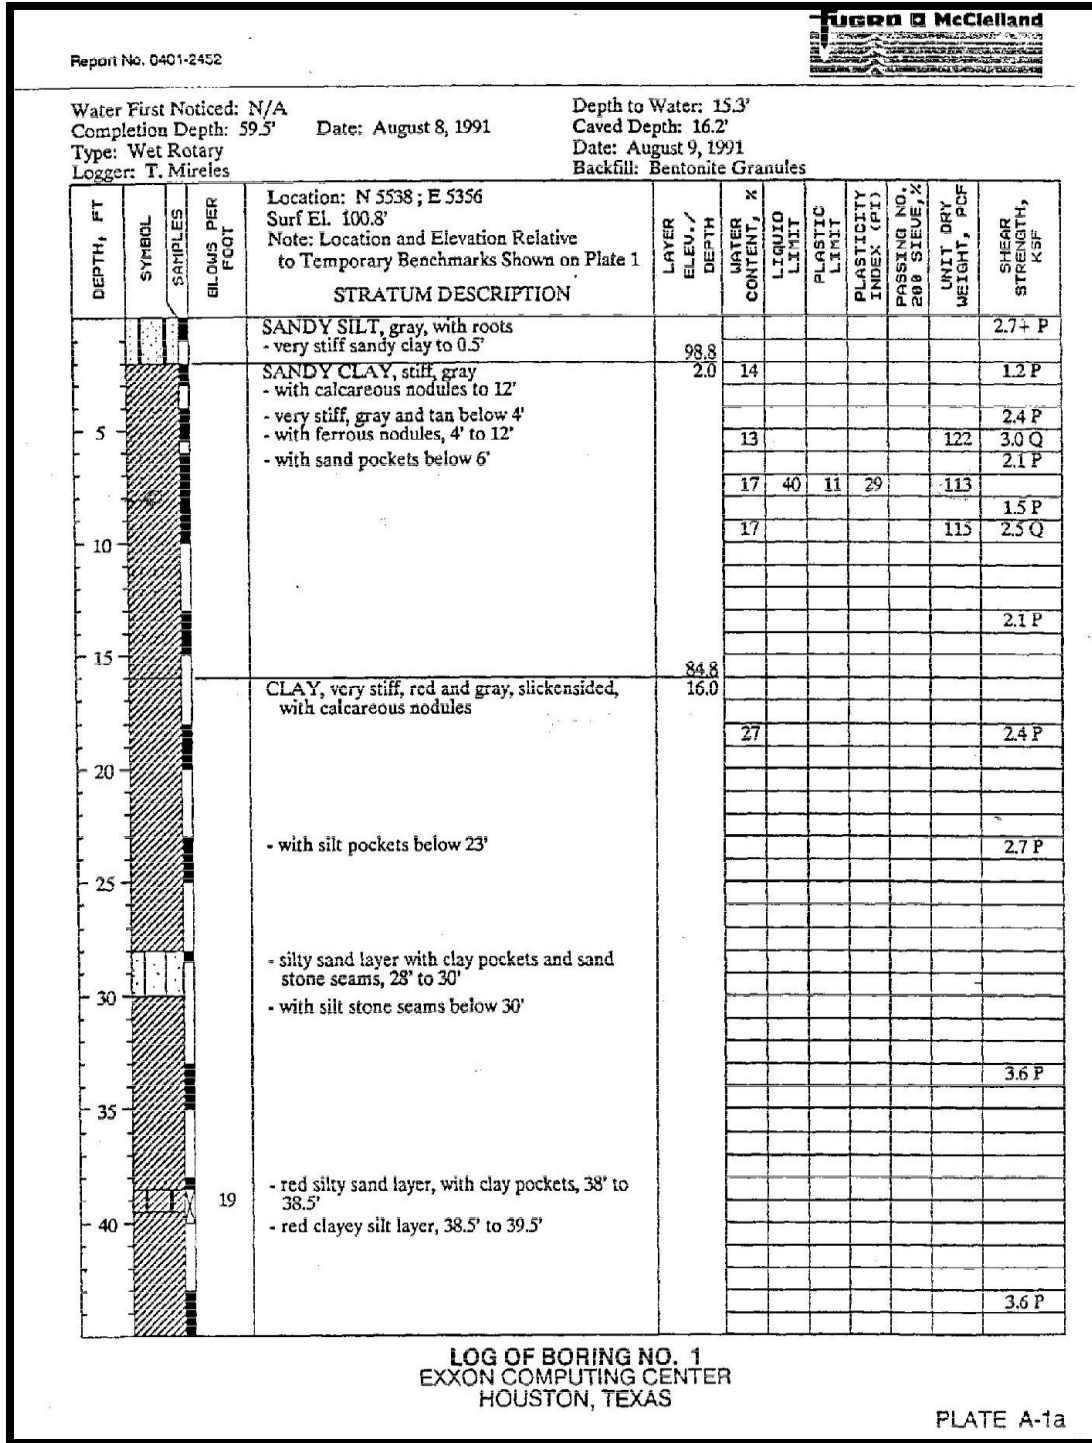 FUGRO McClelland
Report No. 0401-2452
Water First Noticed: N/A
Completion Depth: 59.5' Date: August 8, 1991
Type: Wet Rotary
Logger: T. Mireles
Depth to Water: 15.3'
Caved Depth: 16.2'
Date: August 9, 1991
Backfill: Bentonite Granules
DEPTH, FT
SYMBOL
SAMPLES
BLOWS PER FOOT
Location: N 5538 ; E 5356
Surf El. 100.8'
Note: Location and Elevation Relative
to Temporary Benchmarks Shown on Plate 1
STRATUM DESCRIPTION
LAYER ELEV./ DEPTH
WATER CONTENT, %
LIQUID LIMIT
PLASTIC LIMIT
PLASTICITY INDEX (PI)
PASSING NO. 200 SIEVE, %
UNIT DRY WEIGHT, PCF
SHEAR STRENGTH, KSF
SANDY SILT, gray, with roots 2.7+ P
- very stiff sandy clay to 0.5' 98.8
SANDY CLAY, stiff, gray 2.0 14 1.2 P
- with calcareous nodules to 12'
- very stiff, gray and tan below 4' 2.4 P
5 - with ferrous nodules, 4' to 12' 13 122 3.0 Q
- with sand pockets below 6' 2.1 P
17 40 11 29 113
1.5 P
17 115 2.5 Q
10
2.1 P
15 84.8
CLAY, very stiff, red and gray, slickensided, 16.0
with calcareous nodules
27 2.4 P
20
- with silt pockets below 23' 2.7 P
25
- silty sand layer with clay pockets and sand
stone seams, 28' to 30'
30 - with silt stone seams below 30'
3.6 P
35
- red silty sand layer, with clay pockets, 38' to
19 38.5'
40 - red clayey silt layer, 38.5' to 39.5'
3.6 P
LOG OF BORING NO. 1
EXXON COMPUTING CENTER
HOUSTON, TEXAS
PLATE A-1a